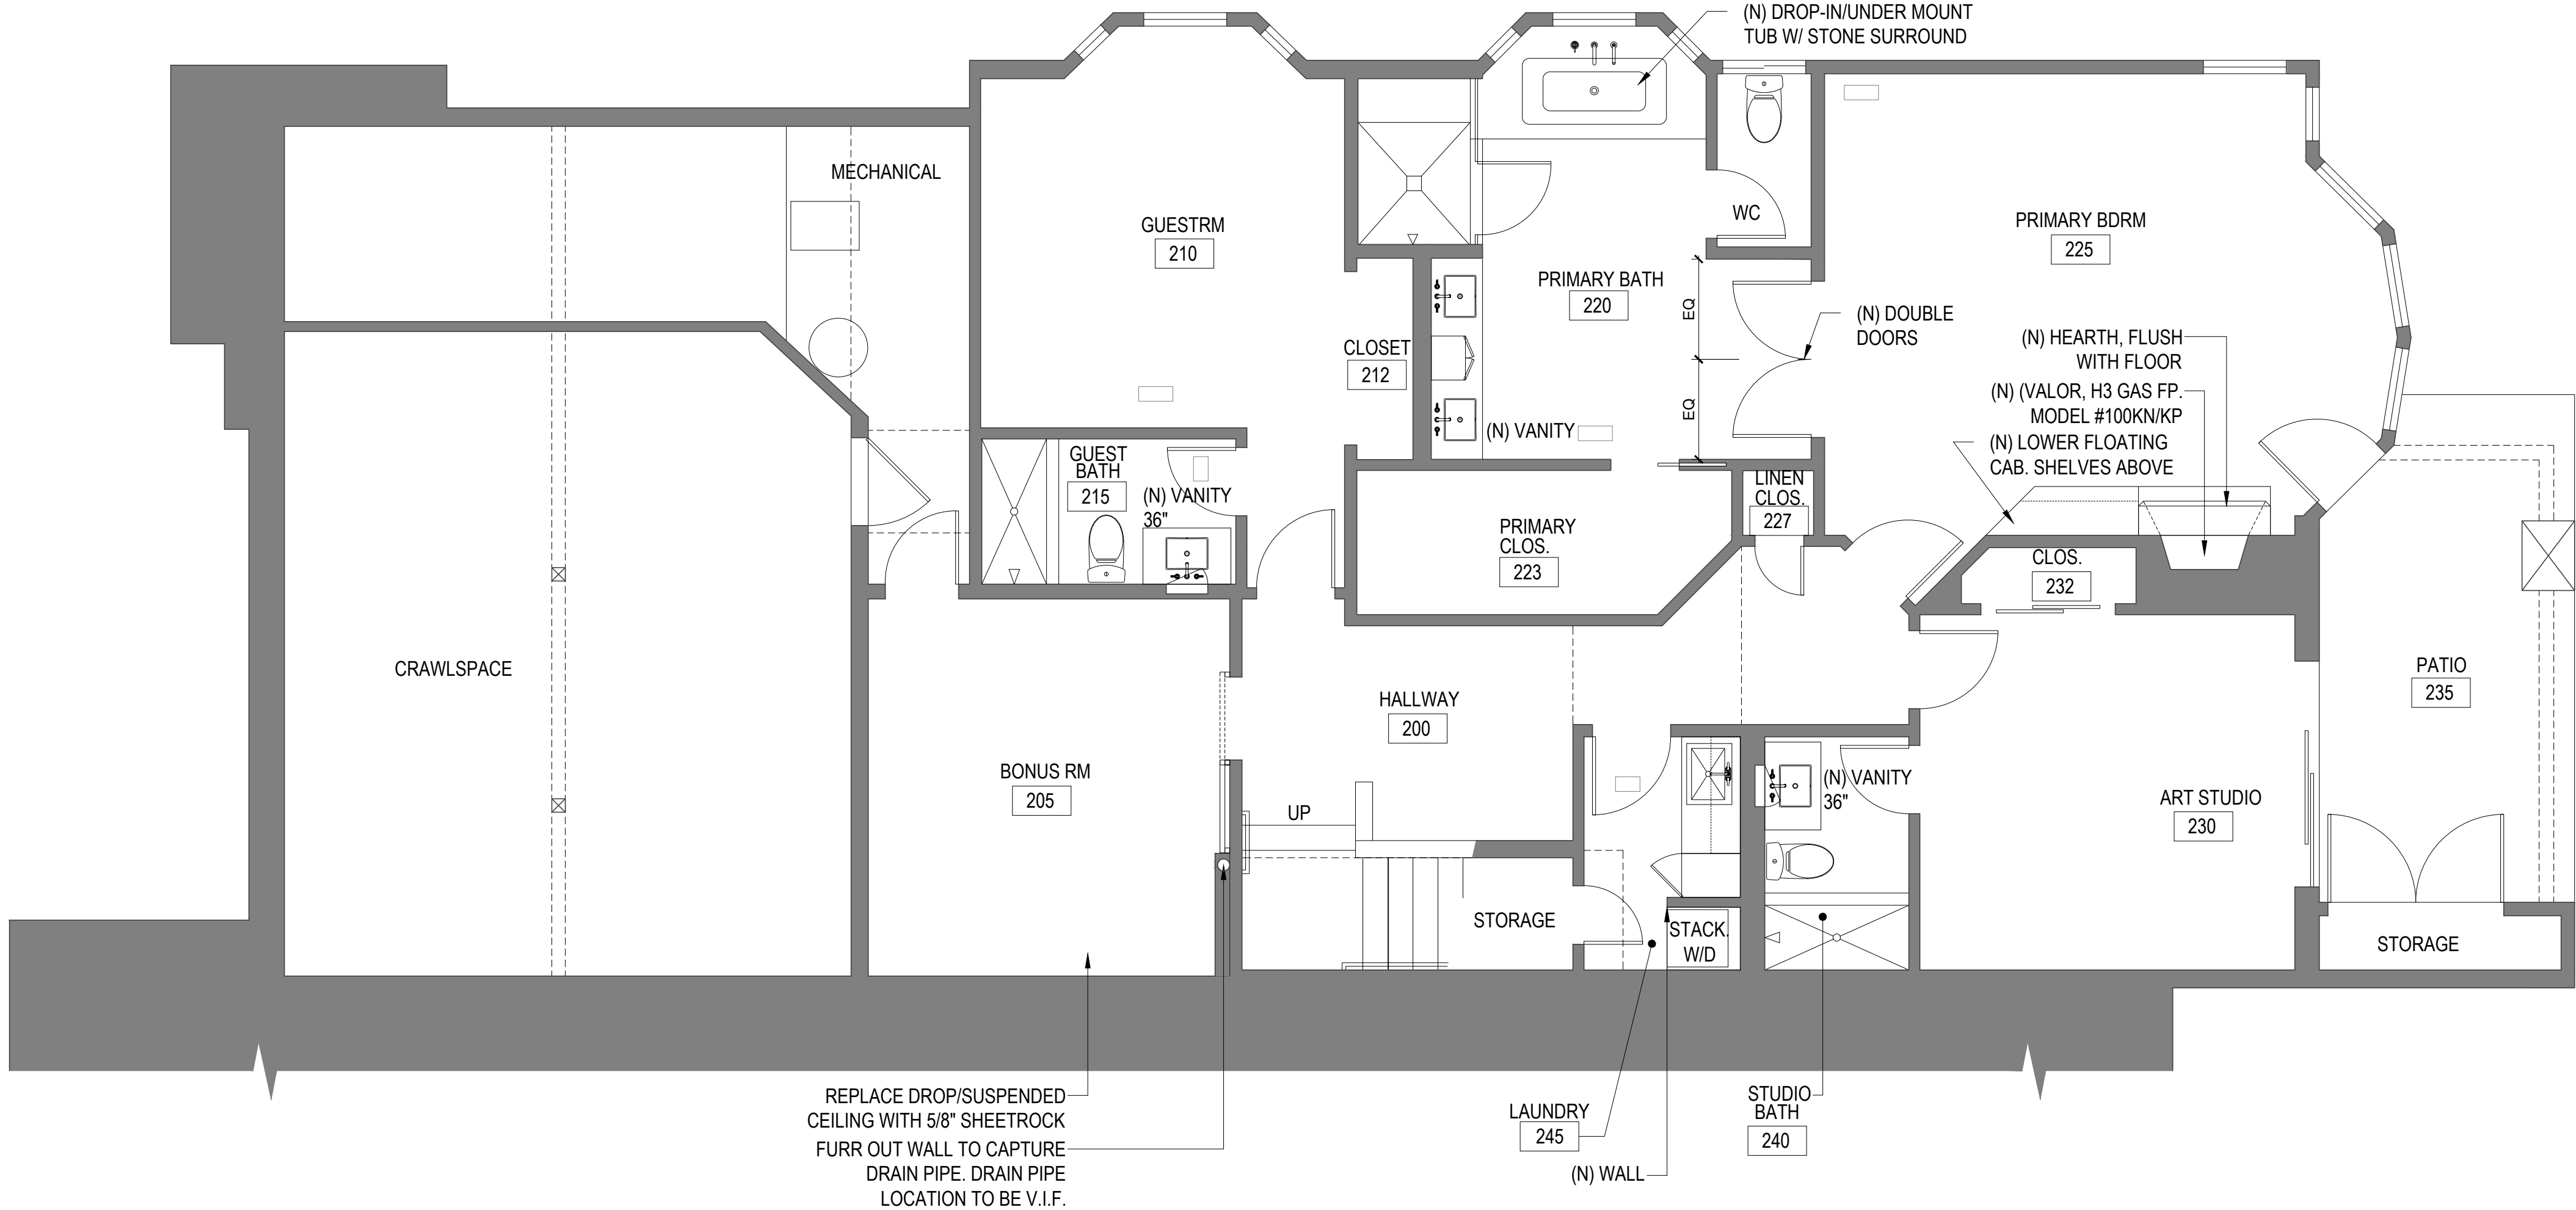 (N) DROP-IN/UNDER MOUNT
TUB W/ STONE SURROUND
MECHANICAL
GUESTRM
210
WC
PRIMARY BDRM
225
PRIMARY BATH
220
EQ
EQ
(N) DOUBLE
DOORS
CLOSET
212
(N) HEARTH, FLUSH
WITH FLOOR
(N) (VALOR, H3 GAS FP.
MODEL #100KN/KP
(N) LOWER FLOATING
CAB. SHELVES ABOVE
(N) VANITY
GUEST
BATH
215
(N) VANITY
36"
LINEN
CLOS.
227
PRIMARY
CLOS.
223
CLOS.
232
CRAWLSPACE
HALLWAY
200
PATIO
235
BONUS RM
205
UP
(N) VANITY
36"
ART STUDIO
230
STORAGE
STACK.
W/D
STORAGE
REPLACE DROP/SUSPENDED
CEILING WITH 5/8" SHEETROCK
FURR OUT WALL TO CAPTURE
DRAIN PIPE. DRAIN PIPE
LOCATION TO BE V.I.F.
LAUNDRY
245
(N) WALL
STUDIO
BATH
240